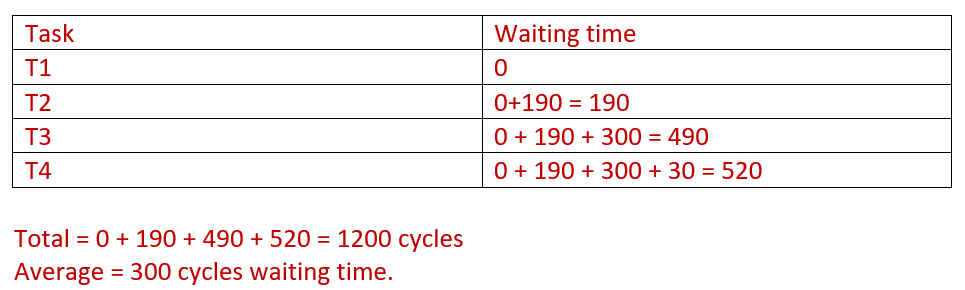 Task Waiting time
T1 0
T2 0+190 = 190
T3 0 + 190 + 300 = 490
T4 0 + 190 + 300 + 30 = 520
Total = 0 + 190 + 490 + 520 = 1200 cycles
Average = 300 cycles waiting time.